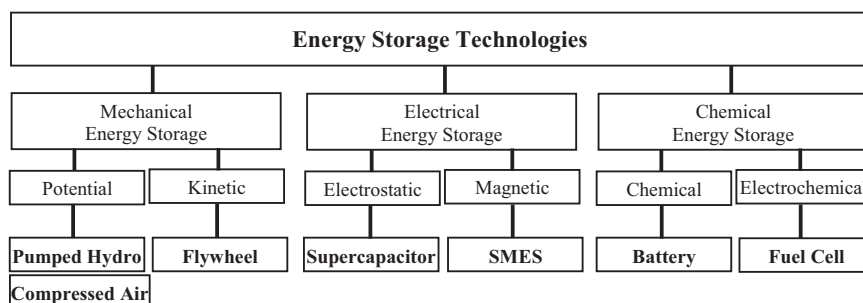 Energy Storage Technologies
Mechanical
Energy Storage
Electrical
Energy Storage
Chemical
Energy Storage
Potential
Kinetic
Electrostatic
Magnetic
Chemical
Electrochemical
Pumped Hydro
Flywheel
Supercapacitor
SMES
Battery
Fuel Cell
Compressed Air